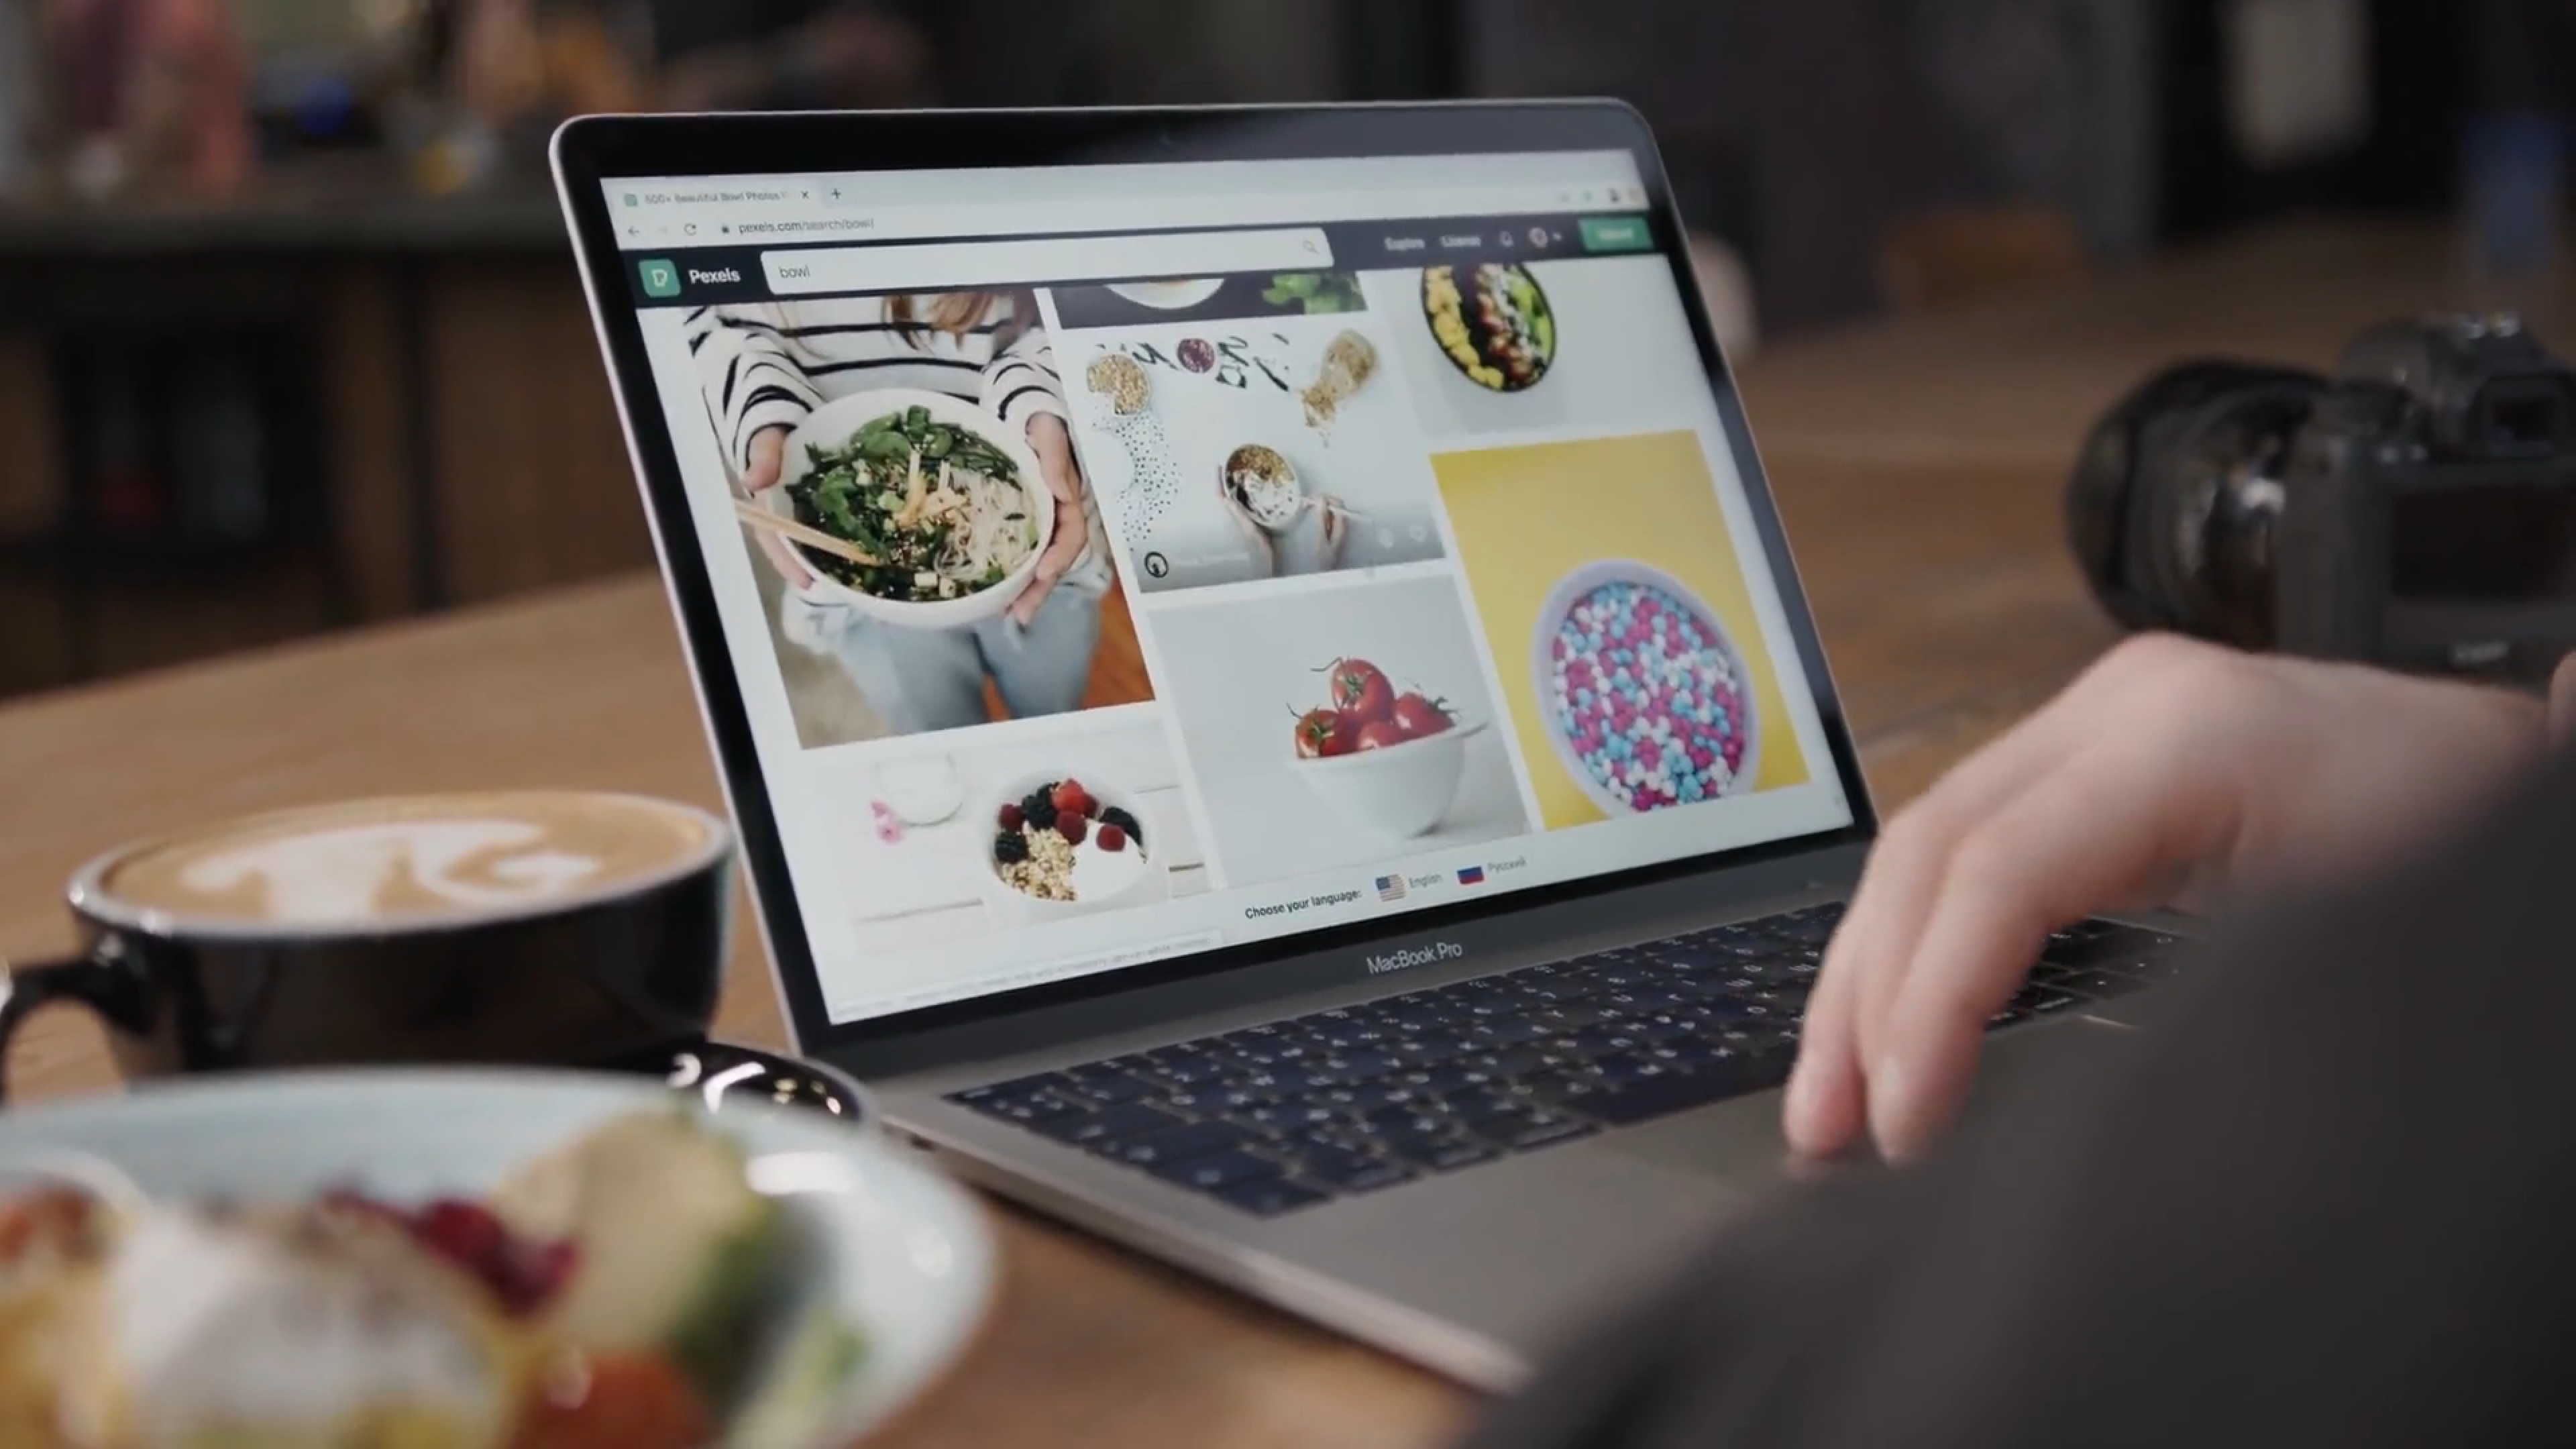 500+ Beautiful Bowl Photos
pexels.com/search/bowl/
Pexels
bowl
Explore
License
Upload
Choose your language:
English
Русский
MacBook Pro